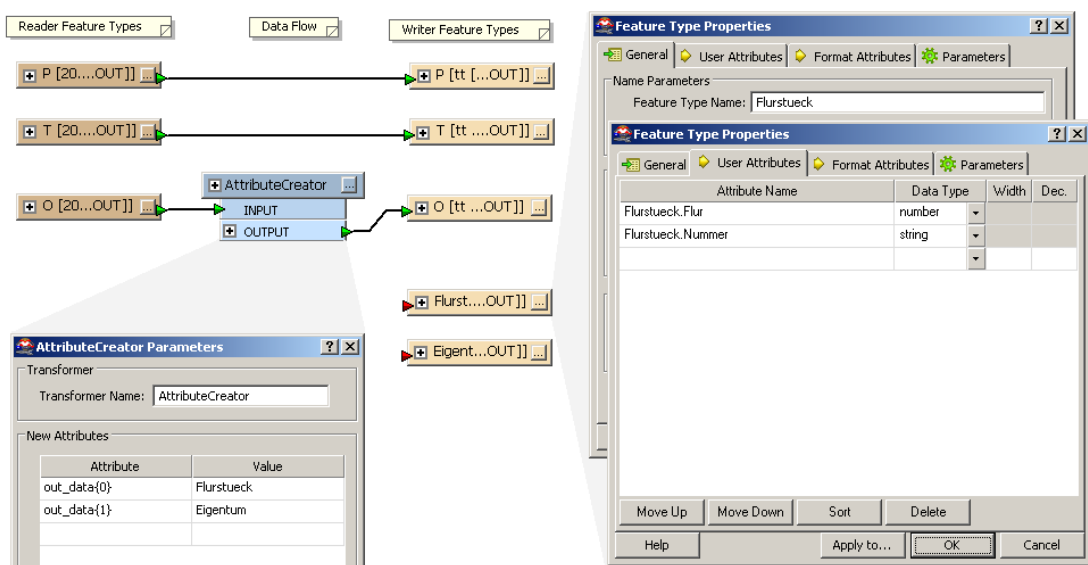 Reader Feature Types
Data Flow
Writer Feature Types
P [20....OUT]] ...
P [tt [...OUT]] ...
T [20....OUT]] ...
T [tt ....OUT]] ...
AttributeCreator ...
INPUT
OUTPUT
O [20...OUT]] ...
O [tt ...OUT]] ...
Flurst....OUT]] ...
Eigent...OUT]] ...
AttributeCreator Parameters
Transformer
Transformer Name: AttributeCreator
New Attributes
Attribute Value
out_data{0} Flurstueck
out_data{1} Eigentum
Feature Type Properties
General User Attributes Format Attributes Parameters
Name Parameters
Feature Type Name: Flurstueck
Feature Type Properties
General User Attributes Format Attributes Parameters
Attribute Name Data Type Width Dec.
Flurstueck.Flur number
Flurstueck.Nummer string
Move Up Move Down Sort Delete
Help Apply to... OK Cancel